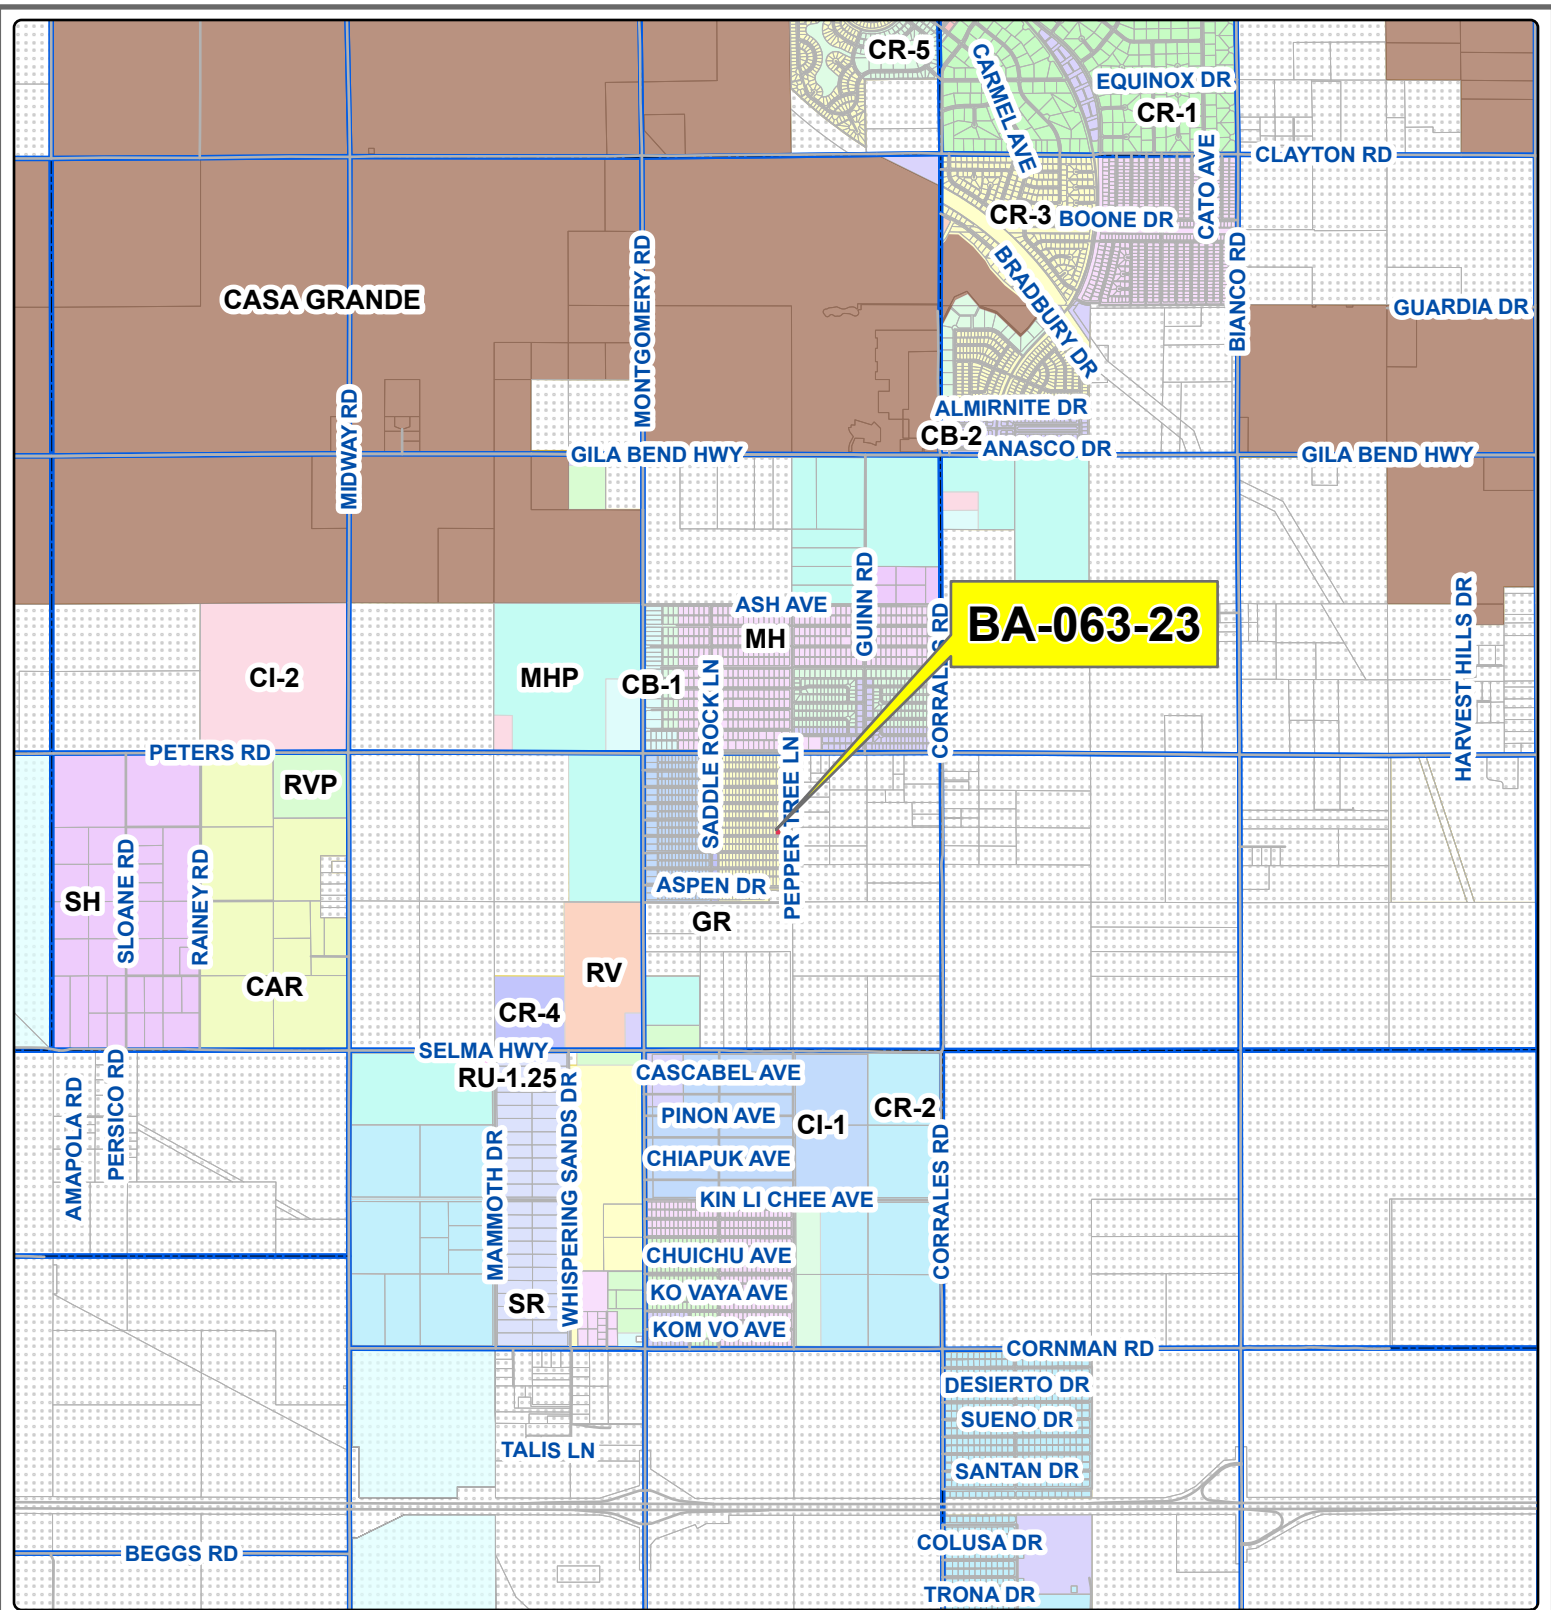 CR-5
CARMEL AVE
EQUINOX DR
CR-1
CATO AVE
CLAYTON RD
CR-3
BOONE DR
BRADBURY DR
BIANCO RD
MONTGOMERY RD
CASA GRANDE
GUARDIA DR
MIDWAY RD
ALMIRNITE DR
CB-2
ANASCO DR
GILA BEND HWY
GILA BEND HWY
GUINN RD
ASH AVE
MH
CORRALES RD
BA-063-23
HARVEST HILLS DR
CI-2
MHP
CB-1
SADDLE ROCK LN
PEPPER TREE LN
PETERS RD
RVP
SH
SLOANE RD
RAINEY RD
ASPEN DR
GR
RV
CAR
CR-4
SELMA HWY
RU-1.25
CASCABEL AVE
AMAPOLA RD
PERSICO RD
MAMMOTH DR
WHISPERING SANDS DR
PINON AVE
CI-1
CR-2
CHIAPUK AVE
CORRALES RD
KIN LI CHEE AVE
CHUICHU AVE
KO VAYA AVE
SR
KOM VO AVE
CORNMAN RD
DESIERTO DR
SUENO DR
TALIS LN
SANTAN DR
COLUSA DR
BEGGS RD
TRONA DR